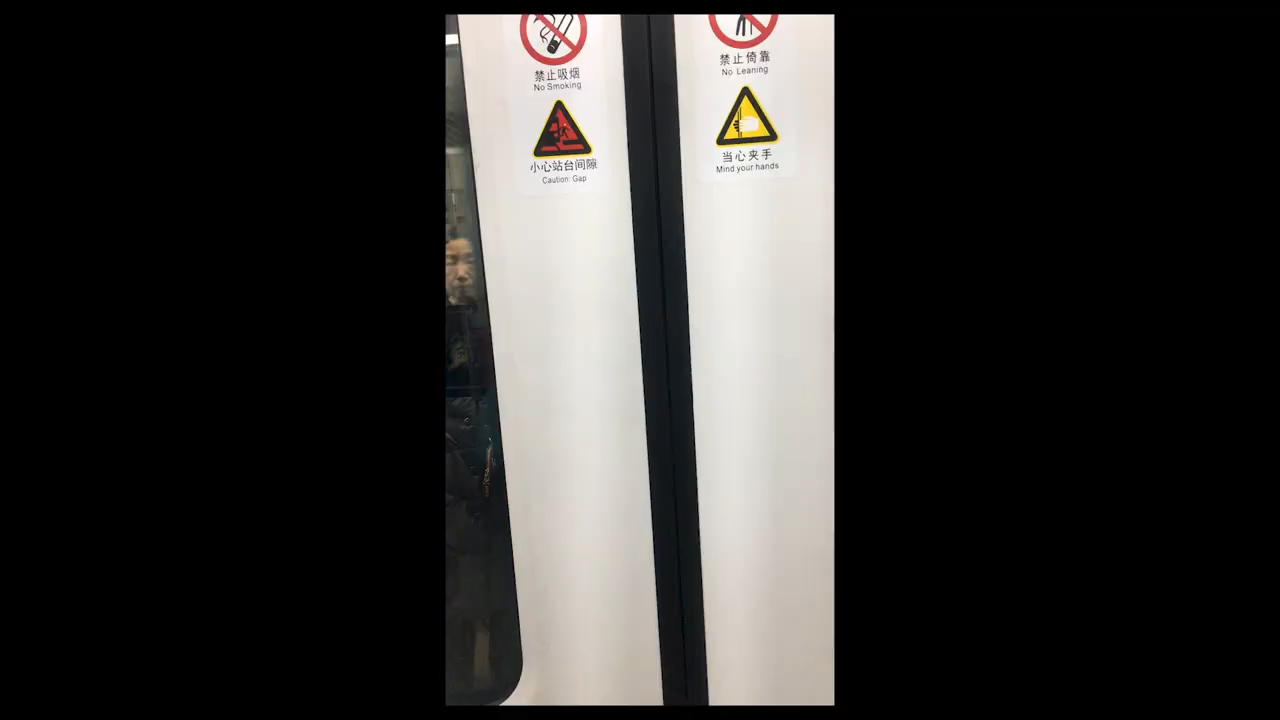 禁止吸烟
No Smoking
小心站台间隙
Caution: Gap
禁止倚靠
No Leaning
当心夹手
Mind your hands